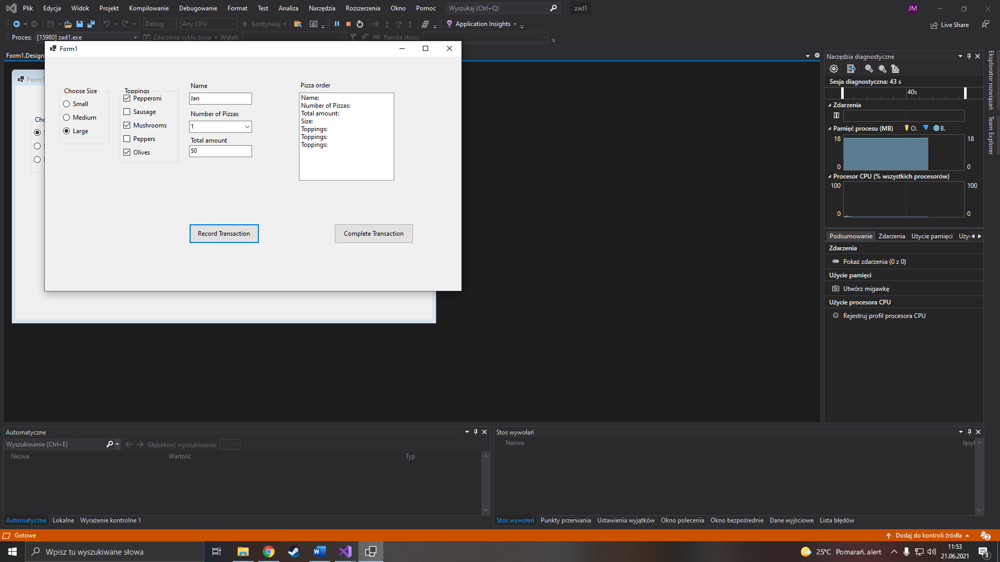 Plik Edycja Widok Projekt Kompilowanie Debugowanie Format Test Analiza Narzędzia Rozszerzenia Okno Pomoc Wyszukaj (Ctrl+Q) zad1 JM
Debug Any CPU Kontynuuj Application Insights Live Share
Proces: [15980] zad1.exe Zdarzenia cyklu życia Wątek: Ramka stosu:
Form1.Design
Form1
Form1
Choose Size
Small
Medium
Large
Toppings
Pepperoni
Sausage
Mushrooms
Peppers
Olives
Name
Jan
Number of Pizzas
1
Total amount
50
Pizza order
Name:
Number of Pizzas:
Total amount:
Size:
Toppings:
Toppings:
Toppings:
Record Transaction
Complete Transaction
Cho
Narzędzia diagnostyczne
Sesja diagnostyczna: 43 s
40s
Zdarzenia
Pamięć procesu (MB) O. B.
18 18
0 0
Procesor CPU (% wszystkich procesorów)
100 100
0 0
Podsumowanie Zdarzenia Użycie pamięci Użyc
Zdarzenia
Pokaż zdarzenia (0 z 0)
Użycie pamięci
Utwórz migawkę
Użycie procesora CPU
Rejestruj profil procesora CPU
Eksplorator rozwiązań
Team Explorer
Automatyczne
Wyszukiwanie (Ctrl+E) Głębokość wyszukiwania:
Nazwa Wartość Typ
Automatyczne Lokalne Wyrażenie kontrolne 1
Stos wywołań
Nazwa Język
Stos wywołań Punkty przerwania Ustawienia wyjątków Okno polecenia Okno bezpośrednie Dane wyjściowe Lista błędów
Gotowe
Dodaj do kontroli źródła 2
Wpisz tu wyszukiwane słowa
25°C Pomarań. alert
11:53
21.06.2021
3